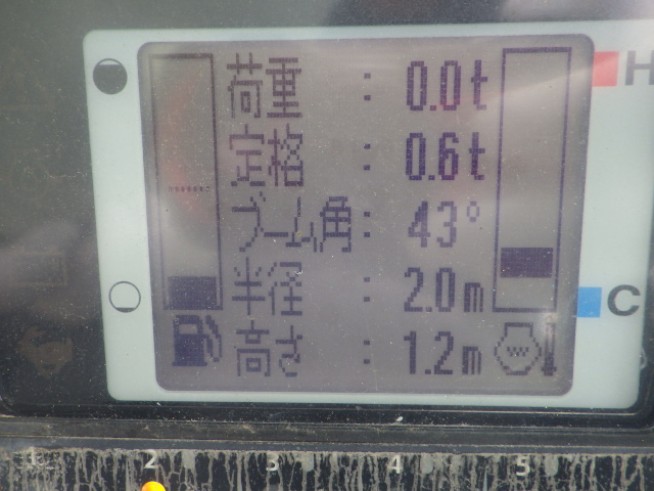 荷重 : 0.0t
H
定格 : 0.6t
ブーム角: 43°
半径 : 2.0m
C
高さ : 1.2m
1 2 3 4 5